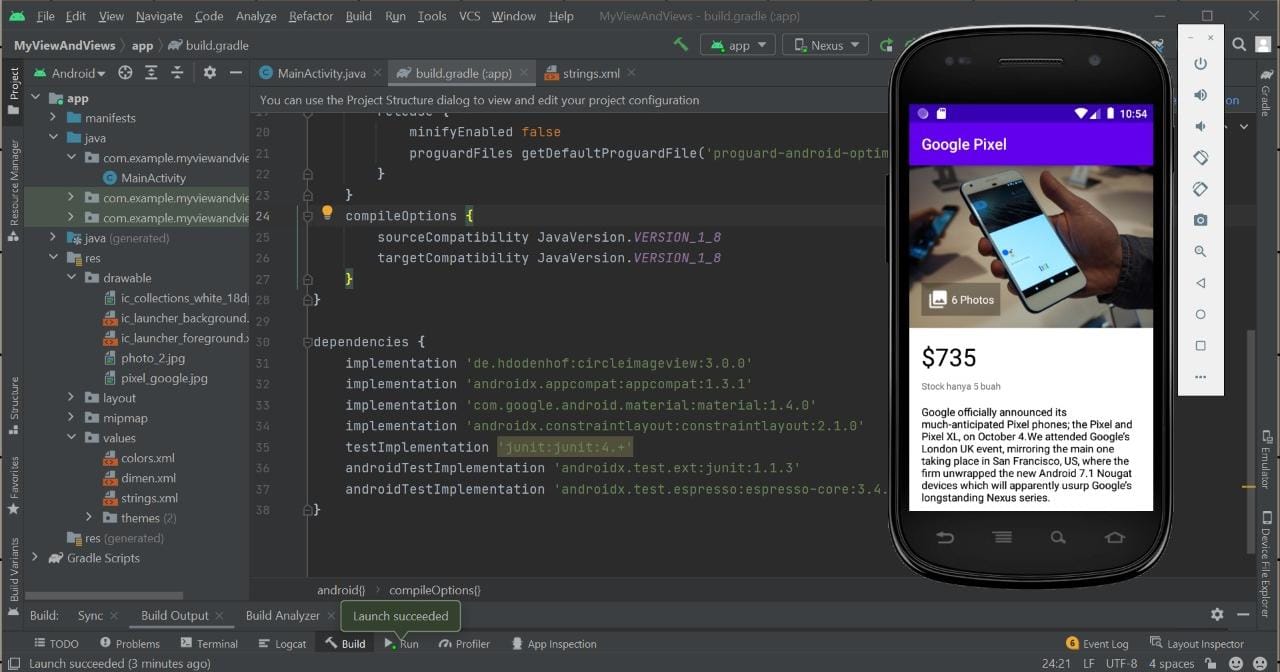 File Edit View Navigate Code Analyze Refactor Build Run Tools VCS Window Help MyViewAndViews - build.gradle (:app)
MyViewAndViews app build.gradle
app Nexus
Android
MainActivity.java build.gradle (:app) strings.xml
You can use the Project Structure dialog to view and edit your project configuration
Project
Resource Manager
Structure
Favorites
Build Variants
app
manifests
java
com.example.myviewandvie
MainActivity
com.example.myviewandvie
com.example.myviewandvie
java (generated)
res
drawable
ic_collections_white_18d
ic_launcher_background.
ic_launcher_foreground.x
photo_2.jpg
pixel_google.jpg
layout
mipmap
values
colors.xml
dimen.xml
strings.xml
themes (2)
res (generated)
Gradle Scripts
release {
20 minifyEnabled false
21 proguardFiles getDefaultProguardFile('proguard-android-optim
22 }
23 }
24 compileOptions {
25 sourceCompatibility JavaVersion.VERSION_1_8
26 targetCompatibility JavaVersion.VERSION_1_8
27 }
28 }
29
30 dependencies {
31 implementation 'de.hdodenhof:circleimageview:3.0.0'
32 implementation 'androidx.appcompat:appcompat:1.3.1'
33 implementation 'com.google.android.material:material:1.4.0'
34 implementation 'androidx.constraintlayout:constraintlayout:2.1.0'
35 testImplementation 'junit:junit:4.+'
36 androidTestImplementation 'androidx.test.ext:junit:1.1.3'
37 androidTestImplementation 'androidx.test.espresso:espresso-core:3.4.
38 }
android{} compileOptions{}
10:54
Google Pixel
6 Photos
$735
Stock hanya 5 buah
Google officially announced its
much-anticipated Pixel phones; the Pixel and
Pixel XL, on October 4.We attended Google's
London UK event, mirroring the main one
taking place in San Francisco, US, where the
firm unwrapped the new Android 7.1 Nougat
devices which will apparently usurp Google's
longstanding Nexus series.
on
Gradle
Emulator
Device File Explorer
Build: Sync Build Output Build Analyzer
Launch succeeded
TODO Problems Terminal Logcat Build Run Profiler App Inspection 6 Event Log Layout Inspector
Launch succeeded (3 minutes ago) 24:21 LF UTF-8 4 spaces